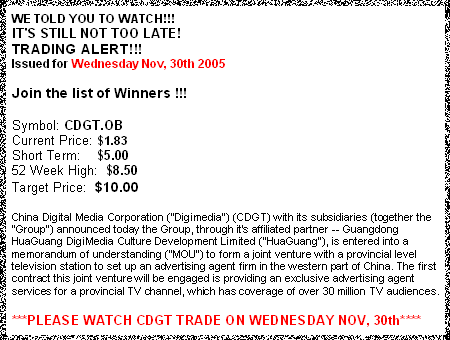 WE TOLD YOU TO WATCH!!!
IT'S STILL NOT TOO LATE!
TRADING ALERT!!!
Issued for Wednesday Nov, 30th 2005
Join the list of Winners !!!
Symbol: CDGT.OB
Current Price: $1.83
Short Term: $5.00
52 Week High: $8.50
Target Price: $10.00
China Digital Media Corporation ("Digimedia") (CDGT) with its subsidiaries (together the
"Group") announced today the Group, through it's affiliated partner -- Guangdong
HuaGuang DigiMedia Culture Development Limited ("HuaGuang"), is entered into a
memorandum of understanding ("MOU") to form a joint venture with a provincial level
television station to set up an advertising agent firm in the western part of China. The first
contract this joint venture will be engaged is providing an exclusive advertising agent
services for a provincial TV channel, which has coverage of over 30 million TV audiences.
***PLEASE WATCH CDGT TRADE ON WEDNESDAY NOV, 30th****